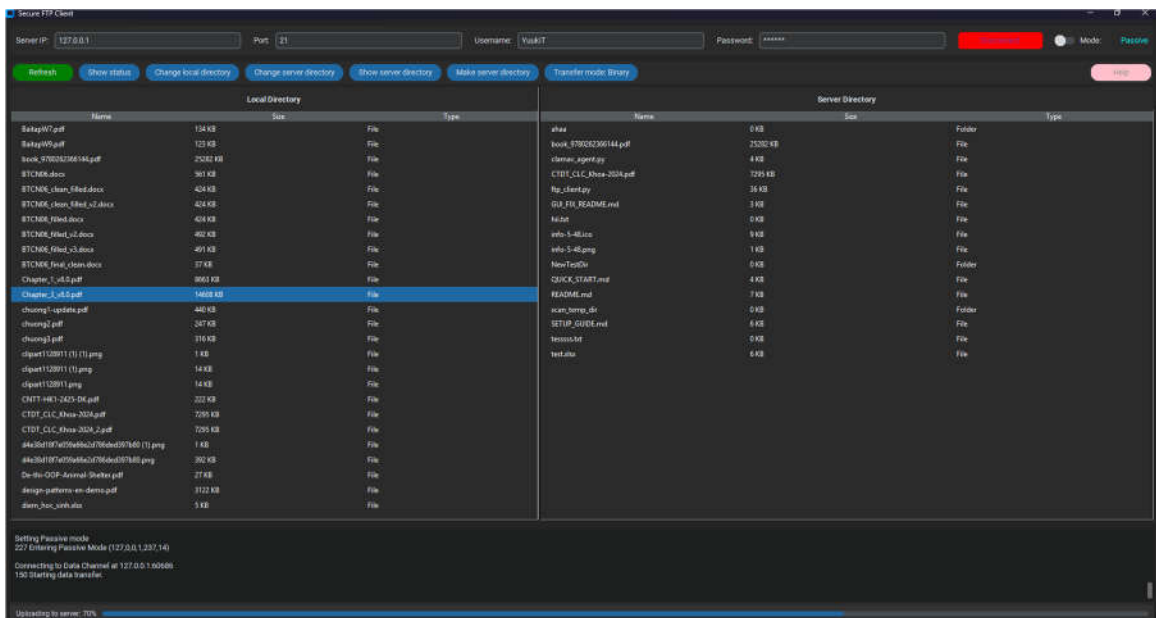 Secure FTP Client
Server IP: 127.0.0.1 Port: 21 Username: YuukiT Password: ****** Mode: Passive
Refresh Show status Change local directory Change server directory Show server directory Make server directory Transfer mode: Binary Help
Local Directory Server Directory
Name Size Type Name Size Type
BaitapW7.pdf 134 KB File ahaa 0 KB Folder
BaitapW9.pdf 123 KB File book_9780262366144.pdf 25282 KB File
book_9780262366144.pdf 25282 KB File clamav_agent.py 4 KB File
BTCN06.docx 561 KB File CTDT_CLC_Khoa-2024.pdf 7295 KB File
BTCN06_clean_filled.docx 424 KB File ftp_client.py 36 KB File
BTCN06_clean_filled_v2.docx 424 KB File GUI_FIX_README.md 3 KB File
BTCN06_filled.docx 424 KB File hii.txt 0 KB File
BTCN06_filled_v2.docx 492 KB File info-5-48.ico 9 KB File
BTCN06_filled_v3.docx 491 KB File info-5-48.png 1 KB File
BTCN06_final_clean.docx 37 KB File NewTestDir 0 KB Folder
Chapter_1_v8.0.pdf 8663 KB File QUICK_START.md 4 KB File
Chapter_3_v8.0.pdf 14608 KB File README.md 7 KB File
chuong1-update.pdf 440 KB File scan_temp_dir 0 KB Folder
chuong2.pdf 247 KB File SETUP_GUIDE.md 6 KB File
chuong3.pdf 316 KB File tesssss.txt 0 KB File
clipart1128911 (1) (1).png 1 KB File test.xlsx 6 KB File
clipart1128911 (1).png 14 KB File
clipart1128911.png 14 KB File
CNTT-HK1-2425-DK.pdf 222 KB File
CTDT_CLC_Khoa-2024.pdf 7295 KB File
CTDT_CLC_Khoa-2024_2.pdf 7295 KB File
(1).png 1 KB File
392 KB File
De-thi-OOP-Animal-Shelter.pdf 27 KB File
design-patterns-en-demo.pdf 3122 KB File
diem_hoc_sinh.xlsx 5 KB File
Setting Passive mode
227 Entering Passive Mode (127,0,0,1,237,14)
Connecting to Data Channel at 127.0.0.1:60686
150 Starting data transfer.
Uploading to server: 70%